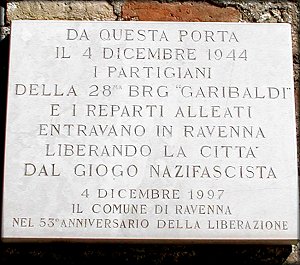 DA QUESTA PORTA
IL 4 DICEMBRE 1944
I PARTIGIANI
DELLA 28ᴹᴬ BRG "GARIBALDI"
E I REPARTI ALLEATI
ENTRAVANO IN RAVENNA
LIBERANDO LA CITTA'
DAL GIOGO NAZIFASCISTA
4 DICEMBRE 1997
IL COMUNE DI RAVENNA
NEL 53° ANNIVERSARIO DELLA LIBERAZIONE